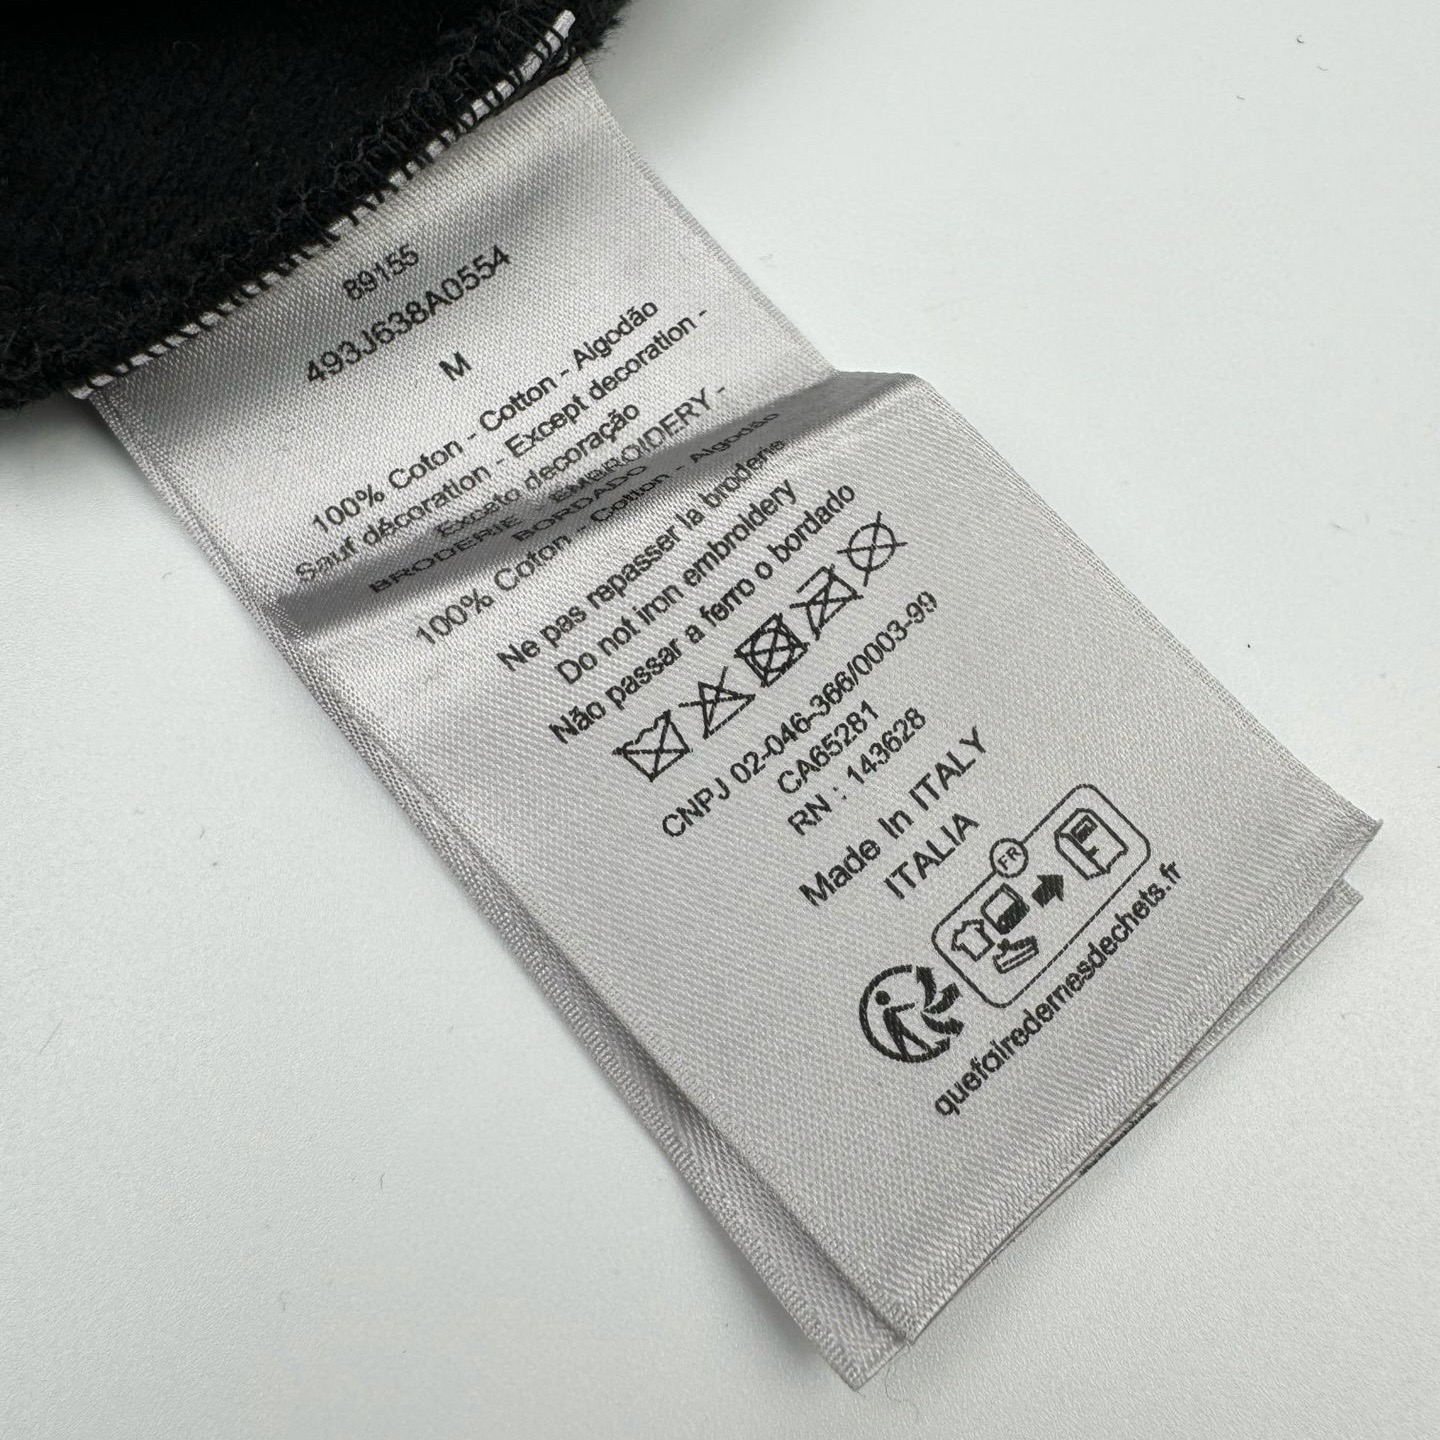 89155
493J638A0554
M
100% Coton - Cotton - Algodão
Sauf décoration - Except decoration -
Exceto decoração
BRODERIE - EMBROIDERY -
BORDADO
100% Coton - Cotton - Algodão
Ne pas repasser la broderie
Do not iron embroidery
Não passar a ferro o bordado
CNPJ 02-046-366/0003-99
CA65281
RN : 143628
Made In ITALY
ITALIA
FR
quefairedemesdechets.fr